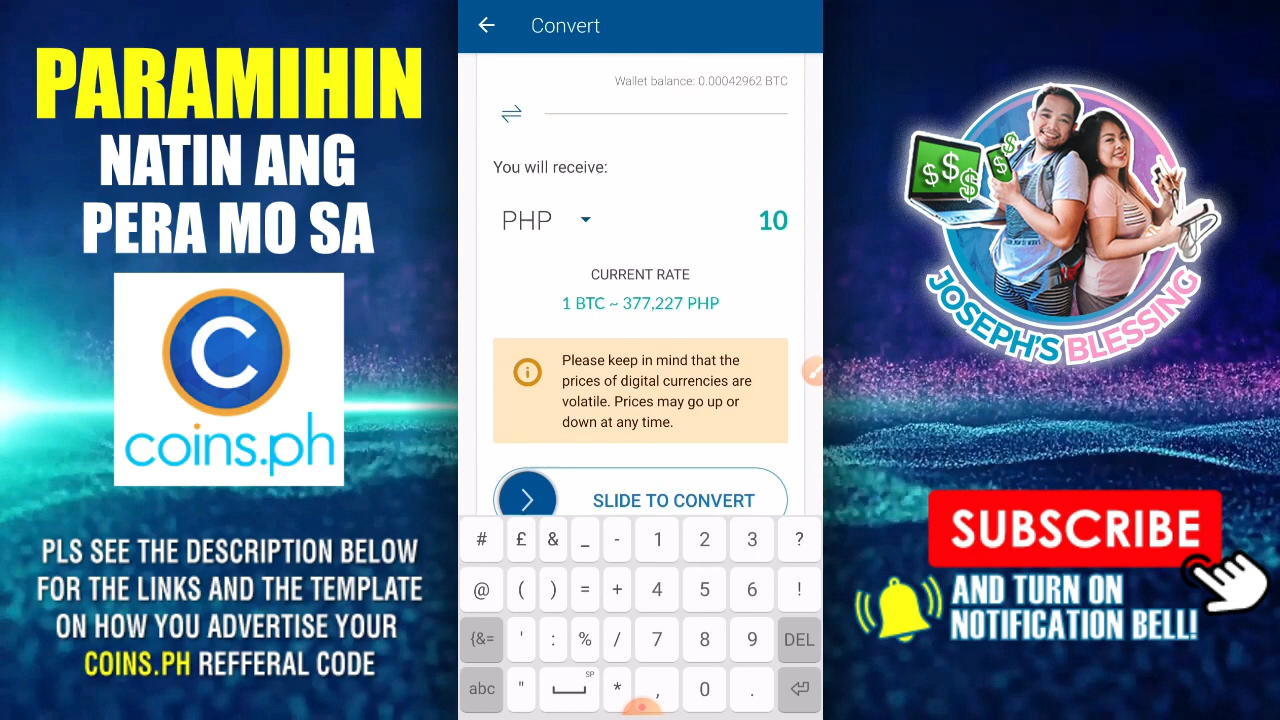 PARAMIHIN
NATIN ANG
PERA MO SA
C
coins.ph
PLS SEE THE DESCRIPTION BELOW
FOR THE LINKS AND THE TEMPLATE
ON HOW YOU ADVERTISE YOUR
COINS.PH REFFERAL CODE
Convert
Wallet balance: 0.00042962 BTC
You will receive:
PHP 10
CURRENT RATE
1 BTC ~ 377,227 PHP
Please keep in mind that the
prices of digital currencies are
volatile. Prices may go up or
down at any time.
SLIDE TO CONVERT
# £ & _ - 1 2 3 ?
@ ( ) = + 4 5 6 !
{&= ' : % / 7 8 9 DEL
abc " SP * , 0 .
$ $ $ $ $
JOSEPH'S BLESSING
SUBSCRIBE
AND TURN ON
NOTIFICATION BELL!